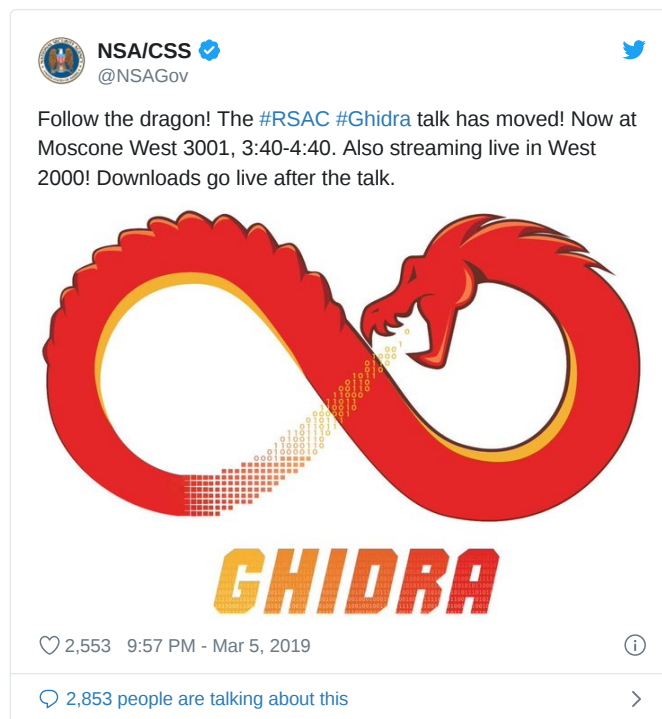 NSA/CSS
@NSAGov
Follow the dragon! The #RSAC #Ghidra talk has moved! Now at
Moscone West 3001, 3:40-4:40. Also streaming live in West
2000! Downloads go live after the talk.
GHIDRA
2,553 9:57 PM - Mar 5, 2019
2,853 people are talking about this